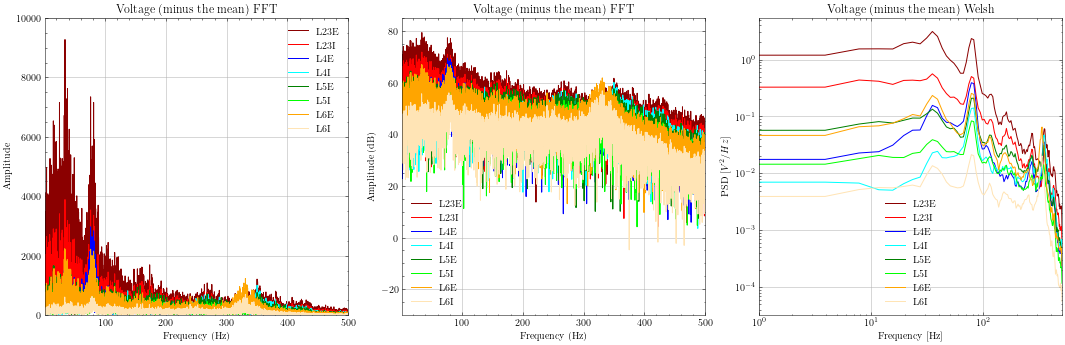 Voltage (minus the mean) FFT
Amplitude
10000
8000
6000
4000
2000
0
100
200
300
400
500
Frequency (Hz)
L23E
L23I
L4E
L4I
L5E
L5I
L6E
L6I
Voltage (minus the mean) FFT
Amplitude (dB)
80
60
40
20
0
−20
100
200
300
400
500
Frequency (Hz)
L23E
L23I
L4E
L4I
L5E
L5I
L6E
L6I
Voltage (minus the mean) Welsh
PSD [V²/Hz]
10⁰
10⁻¹
10⁻²
10⁻³
10⁻⁴
10⁰
10¹
10²
Frequency [Hz]
L23E
L23I
L4E
L4I
L5E
L5I
L6E
L6I